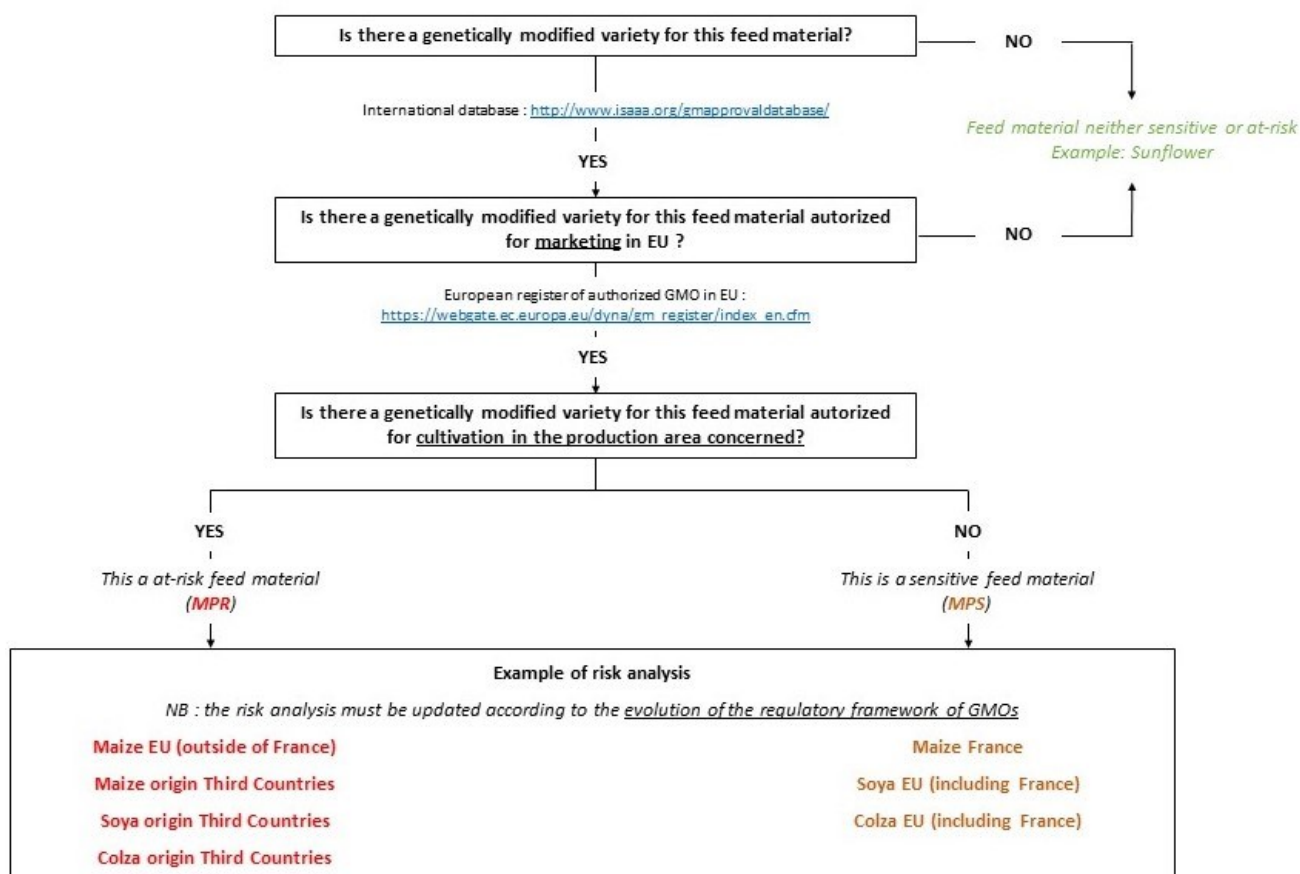 Is there a genetically modified variety for this feed material?
NO
International database : http://www.isaaa.org/gmapprovaldatabase/
Feed material neither sensitive or at-risk
Example: Sunflower
YES
Is there a genetically modified variety for this feed material autorized
for marketing in EU ?
NO
European register of authorized GMO in EU :
https://webgate.ec.europa.eu/dyna/gm_register/index_en.cfm
YES
Is there a genetically modified variety for this feed material autorized
for cultivation in the production area concerned?
YES
NO
This a at-risk feed material
(MPR)
This is a sensitive feed material
(MPS)
Example of risk analysis
NB : the risk analysis must be updated according to the evolution of the regulatory framework of GMOs
Maize EU (outside of France)
Maize France
Maize origin Third Countries
Soya EU (including France)
Soya origin Third Countries
Colza EU (including France)
Colza origin Third Countries